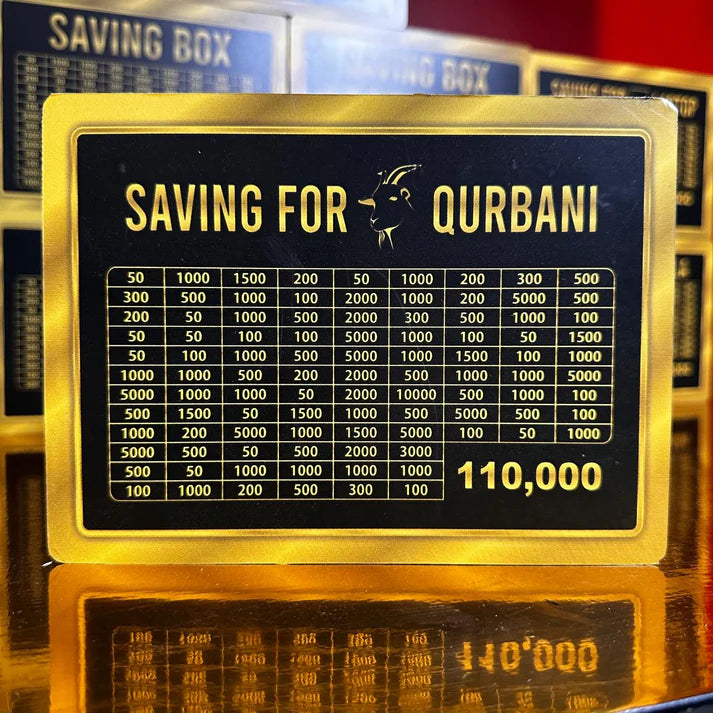 SAVING BOX
SAVING BOX
SAVING FOR
SAVING FOR QURBANI
50 1000 1500 200 50 1000 200 300 500
300 500 1000 100 2000 1000 200 5000 500
200 50 1000 500 2000 300 500 1000 100
50 50 100 100 5000 1000 100 50 1500
50 100 1000 500 5000 1000 1500 100 1000
1000 1000 500 200 2000 500 1000 1000 5000
5000 1000 1000 50 2000 10000 500 1000 100
500 1500 50 1500 1000 500 5000 500 100
1000 200 5000 1000 1500 5000 100 50 1000
5000 500 50 500 2000 3000
500 50 1000 1000 1000 1000
100 1000 200 500 300 100
110,000